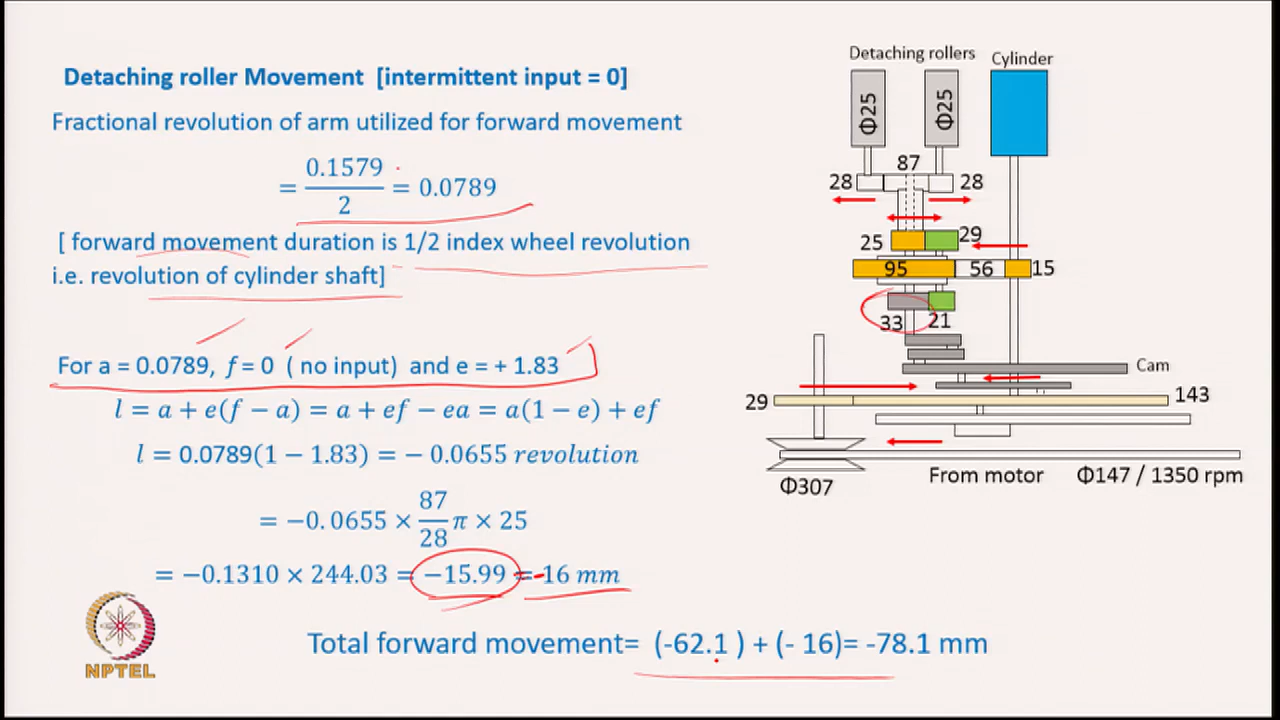 Detaching roller Movement [intermittent input = 0]
Fractional revolution of arm utilized for forward movement
= 0.1579 / 2 = 0.0789
[ forward movement duration is 1/2 index wheel revolution
i.e. revolution of cylinder shaft]
For a = 0.0789, f = 0 ( no input) and e = + 1.83
l = a + e(f − a) = a + ef − ea = a(1 − e) + ef
l = 0.0789(1 − 1.83) = − 0.0655 revolution
= −0.0655 × 87/28 π × 25
= −0.1310 × 244.03 = −15.99 = -16 mm
Total forward movement= (-62.1 ) + (- 16)= -78.1 mm
NPTEL
Detaching rollers
Cylinder
Φ25
Φ25
87
28
28
25
29
95
56
15
33
21
Cam
29
143
From motor
Φ147 / 1350 rpm
Φ307